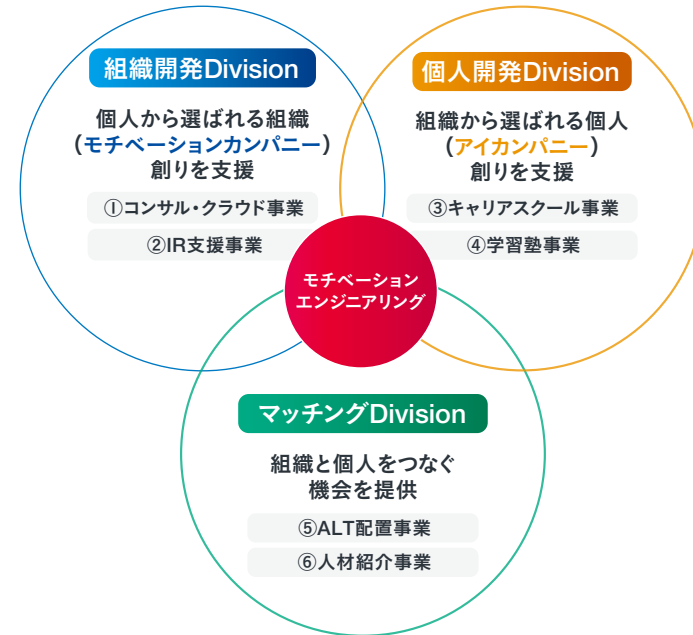 組織開発Division
個人から選ばれる組織
(モチベーションカンパニー)
創りを支援
①コンサル・クラウド事業
②IR支援事業
個人開発Division
組織から選ばれる個人
(アイカンパニー)
創りを支援
③キャリアスクール事業
④学習塾事業
モチベーション
エンジニアリング
マッチングDivision
組織と個人をつなぐ
機会を提供
⑤ALT配置事業
⑥人材紹介事業